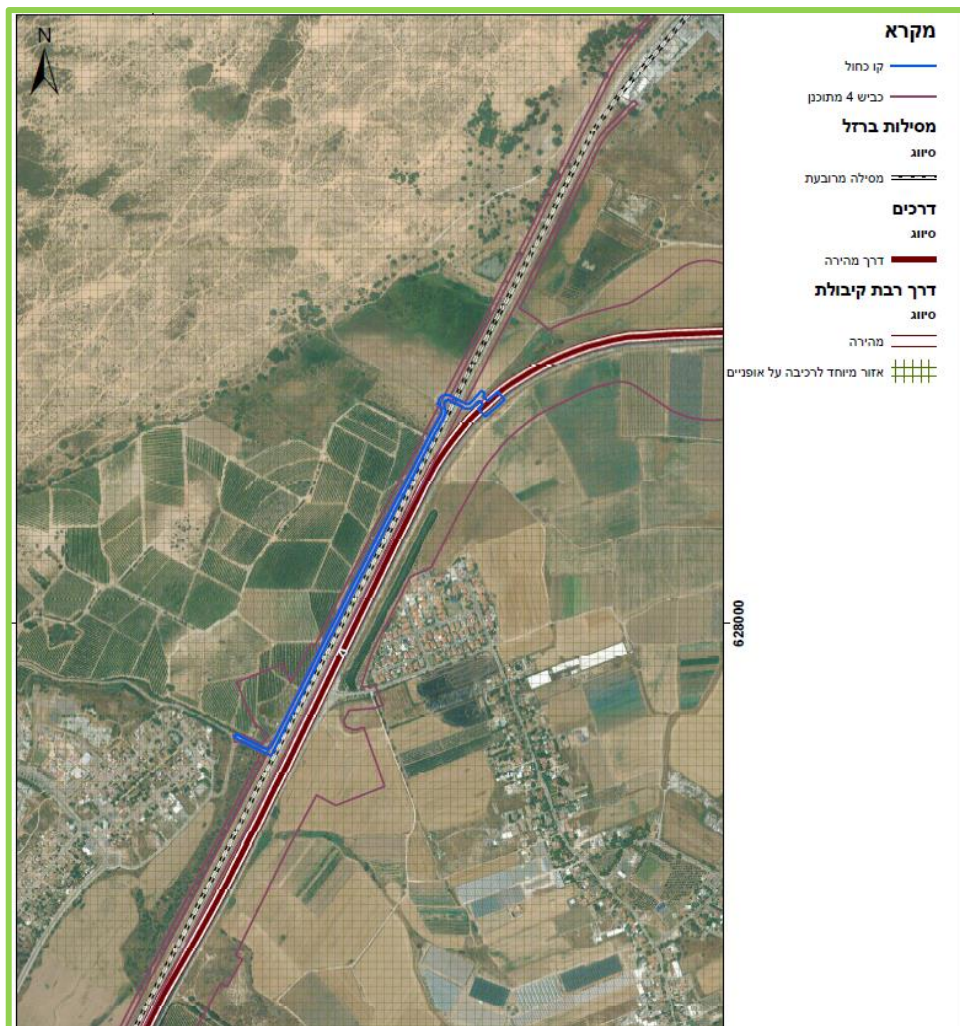 N
מקרא
קו כחול
כביש 4 מתוכנן
מסילות ברזל
סיווג
מסילה מרובעת
דרכים
סיווג
דרך מהירה
דרך רבת קיבולת
סיווג
מהירה
אזור מיוחד לרכיבה על אופניים
628000
4